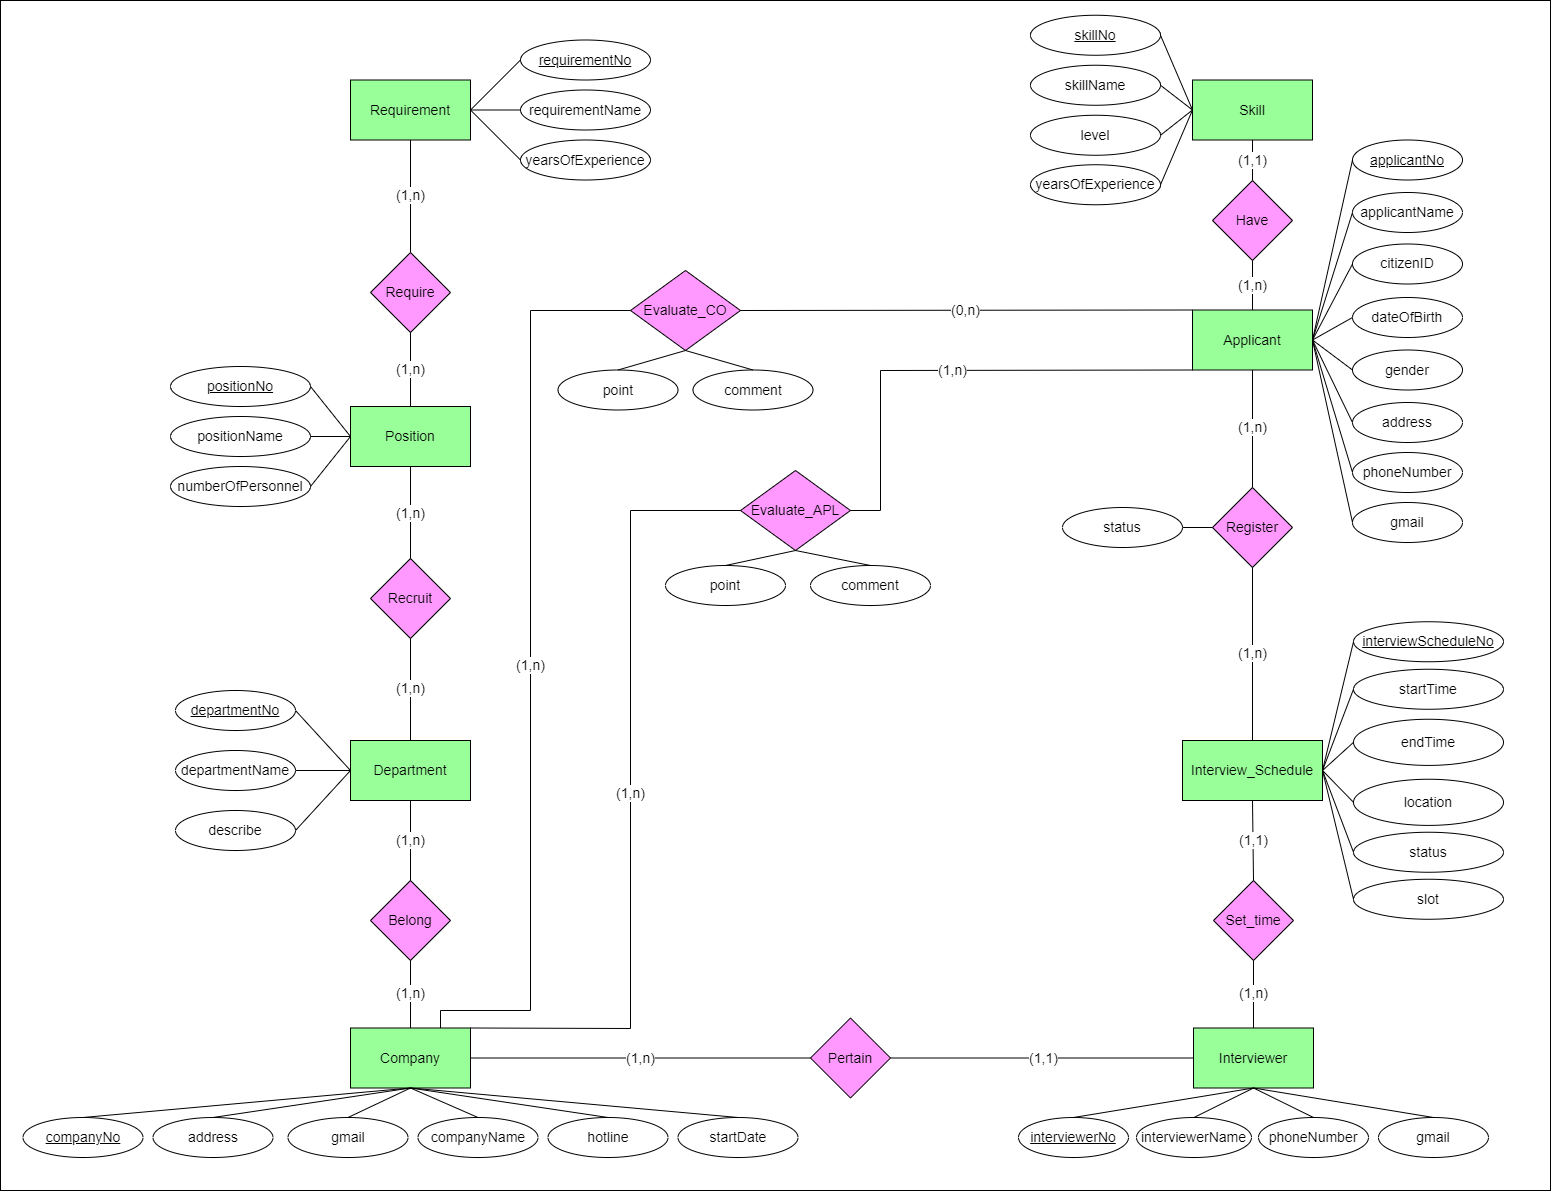 skillNo
requirementNo
skillName
Requirement
requirementName
Skill
level
yearsOfExperience
(1,1)
applicantNo
yearsOfExperience
(1,n)
applicantName
Have
citizenID
Require
(1,n)
Evaluate_CO
(0,n)
dateOfBirth
Applicant
(1,n)
(1,n)
gender
positionNo
point
comment
address
positionName
Position
(1,n)
phoneNumber
numberOfPersonnel
(1,n)
Evaluate_APL
gmail
status
Register
point
comment
Recruit
(1,n)
interviewScheduleNo
(1,n)
(1,n)
startTime
departmentNo
endTime
departmentName
Department
Interview_Schedule
(1,n)
location
describe
(1,n)
(1,1)
status
slot
Belong
Set_time
(1,n)
(1,n)
Company
(1,n)
Pertain
(1,1)
Interviewer
companyNo
address
gmail
companyName
hotline
startDate
interviewerNo
interviewerName
phoneNumber
gmail